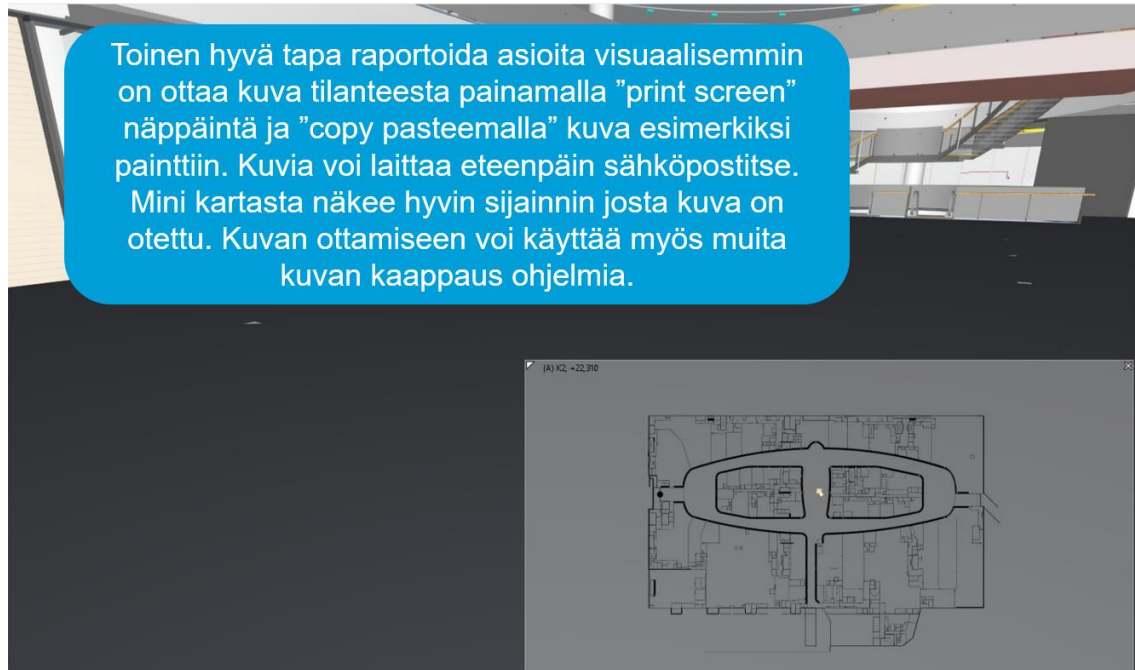 Toinen hyvä tapa raportoida asioita visuaalisemmin
on ottaa kuva tilanteesta painamalla ”print screen”
näppäintä ja ”copy pasteemalla” kuva esimerkiksi
painttiin. Kuvia voi laittaa eteenpäin sähköpostitse.
Mini kartasta näkee hyvin sijainnin josta kuva on
otettu. Kuvan ottamiseen voi käyttää myös muita
kuvan kaappaus ohjelmia.
(A) K2, +22,310